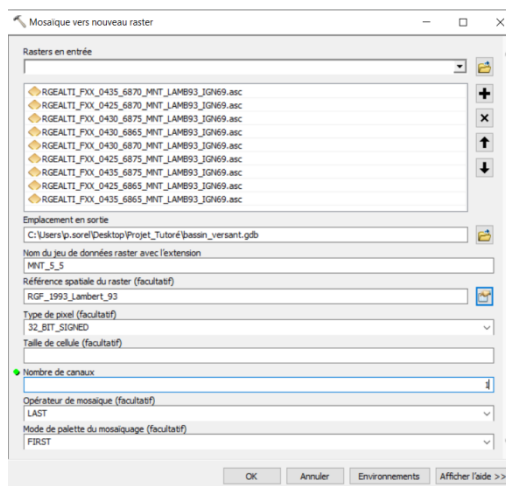 Mosaïque vers nouveau raster
Rasters en entrée
RGEALTI_FXX_0435_6870_MNT_LAMB93_IGN69.asc
RGEALTI_FXX_0435_6875_MNT_LAMB93_IGN69.asc
RGEALTI_FXX_0430_6875_MNT_LAMB93_IGN69.asc
RGEALTI_FXX_0430_6865_MNT_LAMB93_IGN69.asc
RGEALTI_FXX_0430_6870_MNT_LAMB93_IGN69.asc
RGEALTI_FXX_0425_6875_MNT_LAMB93_IGN69.asc
RGEALTI_FXX_0425_6870_MNT_LAMB93_IGN69.asc
RGEALTI_FXX_0425_6865_MNT_LAMB93_IGN69.asc
RGEALTI_FXX_0435_6865_MNT_LAMB93_IGN69.asc
Emplacement en sortie
C:\Users\p.sorel\Desktop\Projet_Tutoré\bassin_versant.gdb
Nom du jeu de données raster avec l'extension
MNT_5_5
Référence spatiale du raster (facultatif)
RGF_1993_Lambert_93
Type de pixel (facultatif)
32_BIT_SIGNED
Taille de cellule (facultatif)
Nombre de canaux
1
Opérateur de mosaïque (facultatif)
LAST
Mode de palette du mosaïquage (facultatif)
FIRST
OK Annuler Environnements Afficher l'aide >>